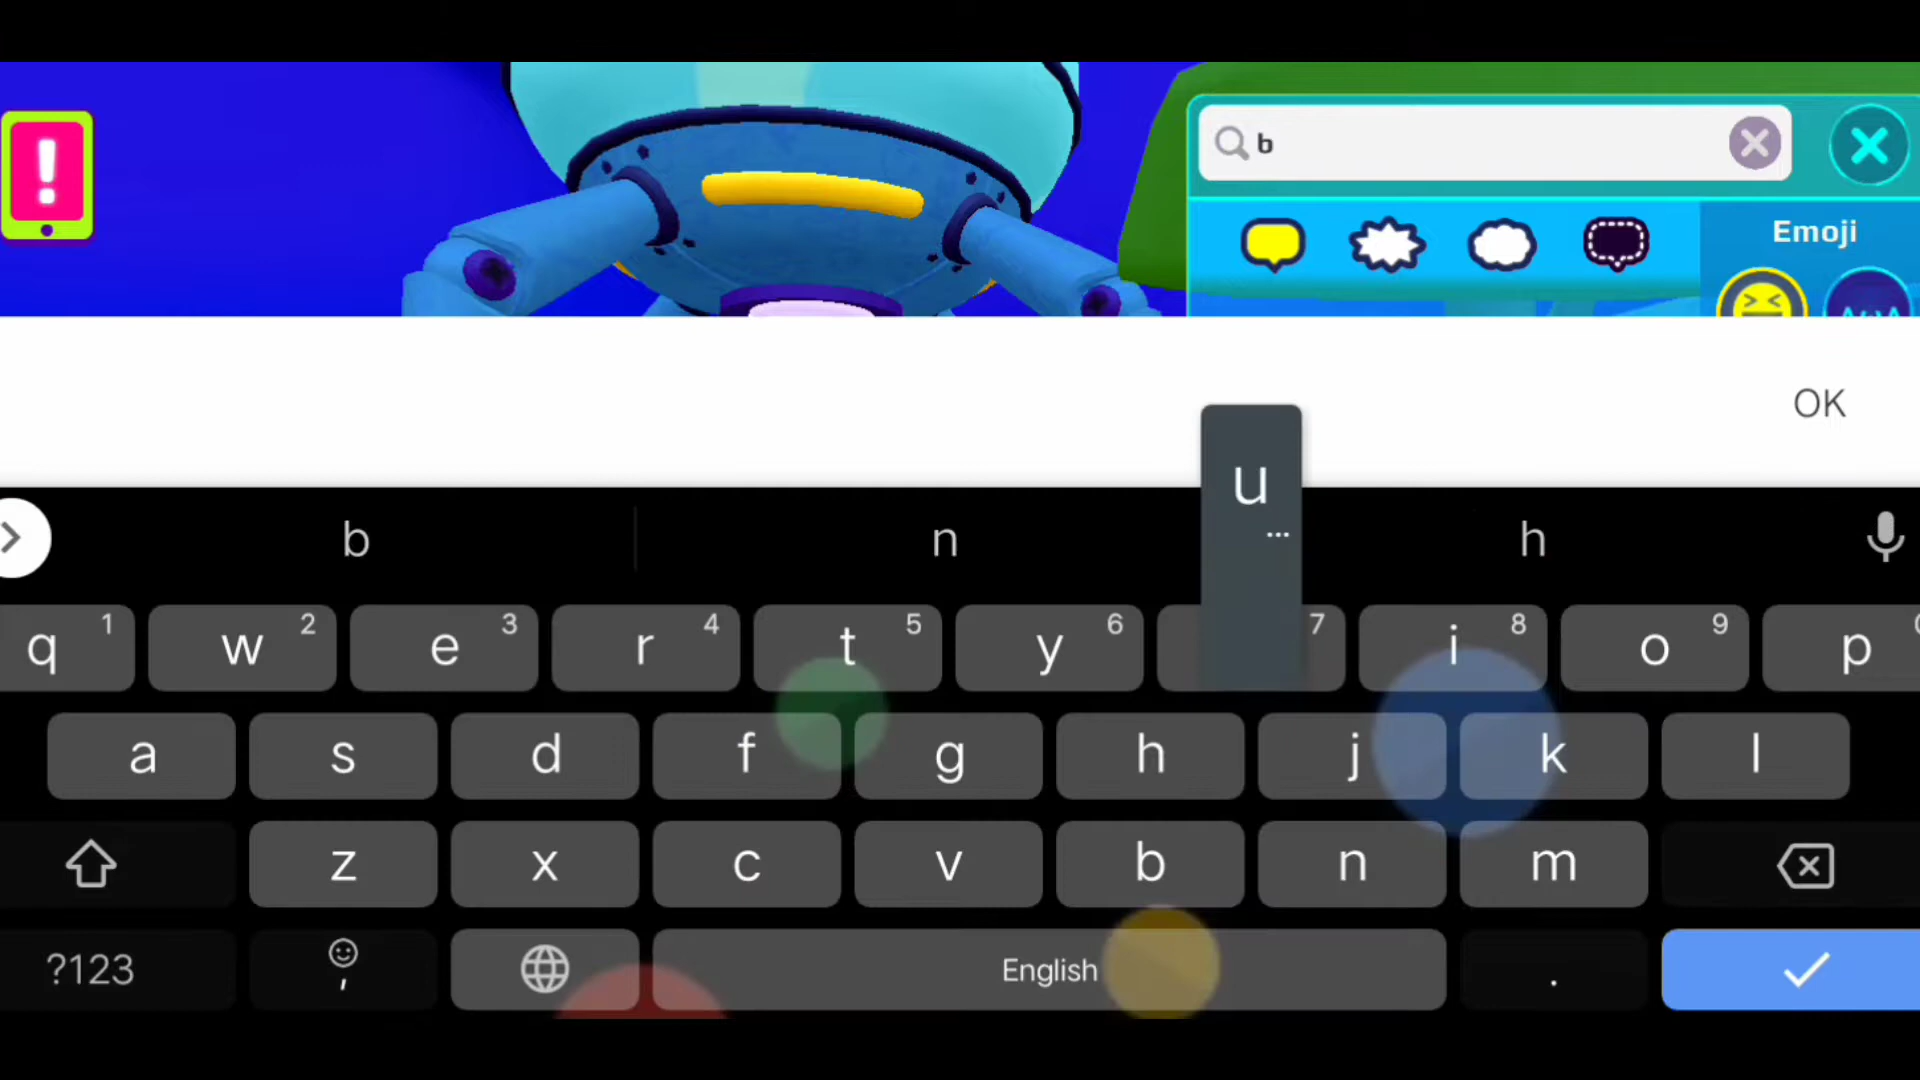 !
b
Emoji
OK
u
...
b n h
q 1 w 2 e 3 r 4 t 5 y 6 7 i 8 o 9 p
a s d f g h j k l
z x c v b n m
?123 , English .